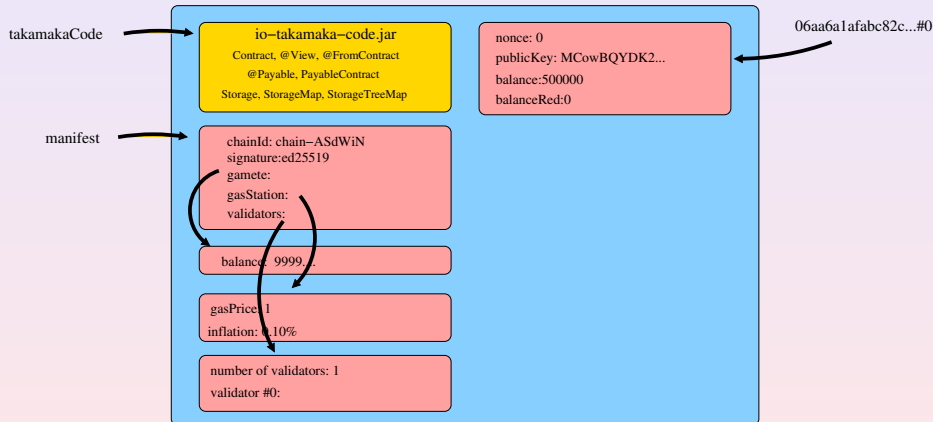 takamakaCode
io-takamaka-code.jar
Contract, @View, @FromContract
@Payable, PayableContract
Storage, StorageMap, StorageTreeMap
nonce: 0
publicKey: MCowBQYDK2...
balance:500000
balanceRed:0
06aa6a1afabc82c...#0
manifest
chainId: chain-ASdWiN
signature:ed25519
gamete:
gasStation:
validators:
balance: 9999...
gasPrice: 1
inflation: 0.10%
number of validators: 1
validator #0: